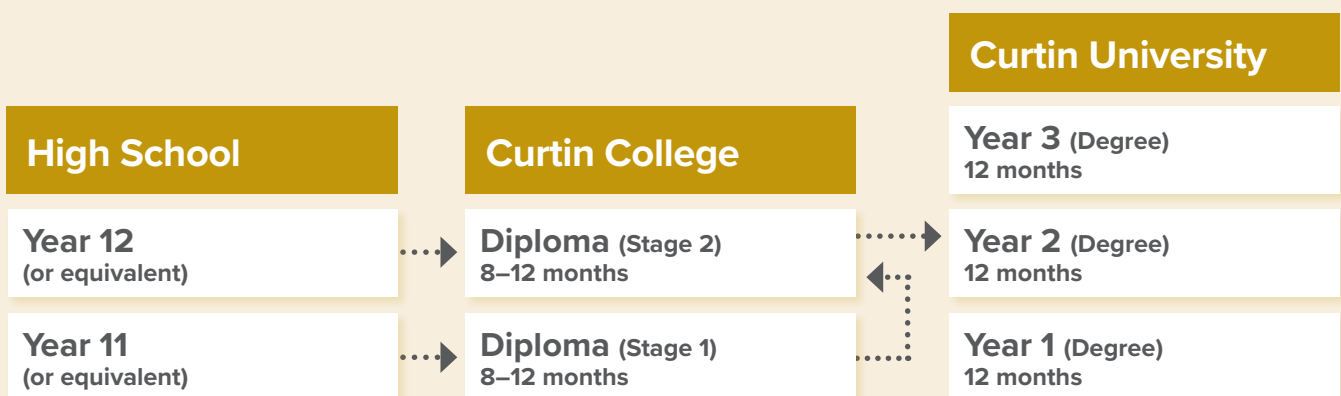 High School
Year 12
(or equivalent)
Year 11
(or equivalent)
Curtin College
Diploma (Stage 2)
8–12 months
Diploma (Stage 1)
8–12 months
Curtin University
Year 3 (Degree)
12 months
Year 2 (Degree)
12 months
Year 1 (Degree)
12 months